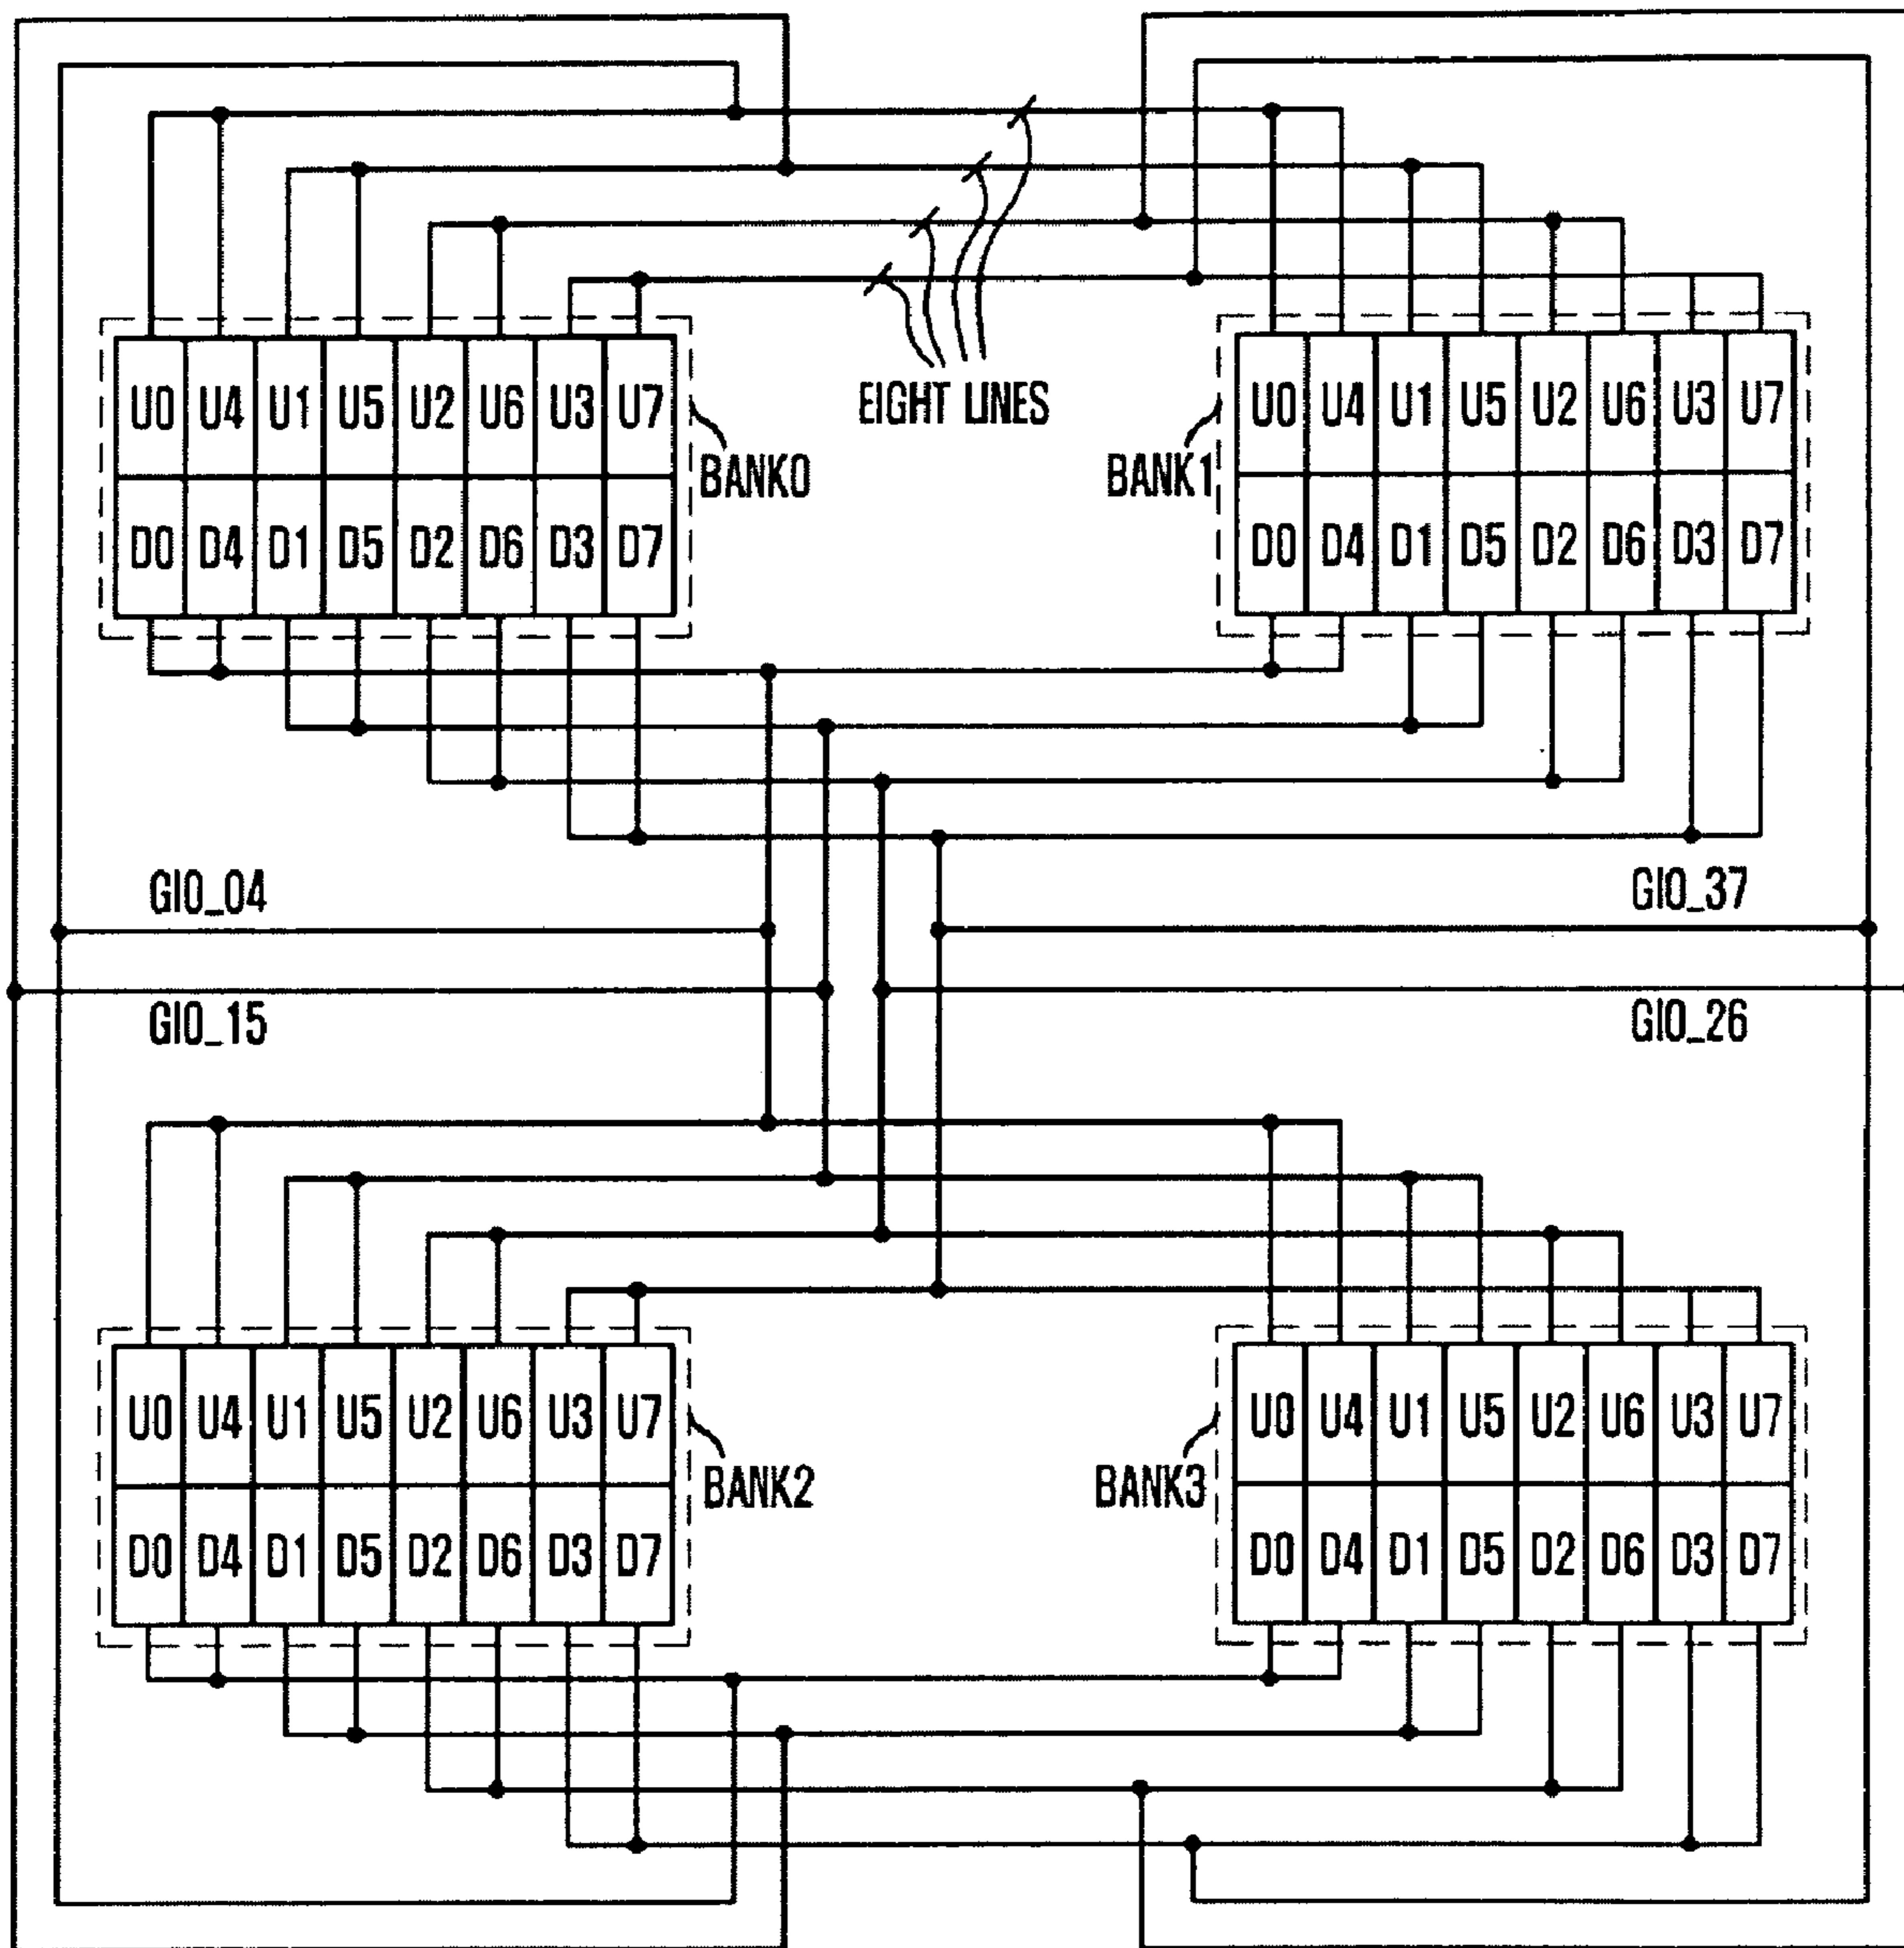 EIGHT LINES
U0 U4 U1 U5 U2 U6 U3 U7
D0 D4 D1 D5 D2 D6 D3 D7
BANK0
BANK1
U0 U4 U1 U5 U2 U6 U3 U7
D0 D4 D1 D5 D2 D6 D3 D7
GIO_04
GIO_37
GIO_15
GIO_26
U0 U4 U1 U5 U2 U6 U3 U7
D0 D4 D1 D5 D2 D6 D3 D7
BANK2
BANK3
U0 U4 U1 U5 U2 U6 U3 U7
D0 D4 D1 D5 D2 D6 D3 D7